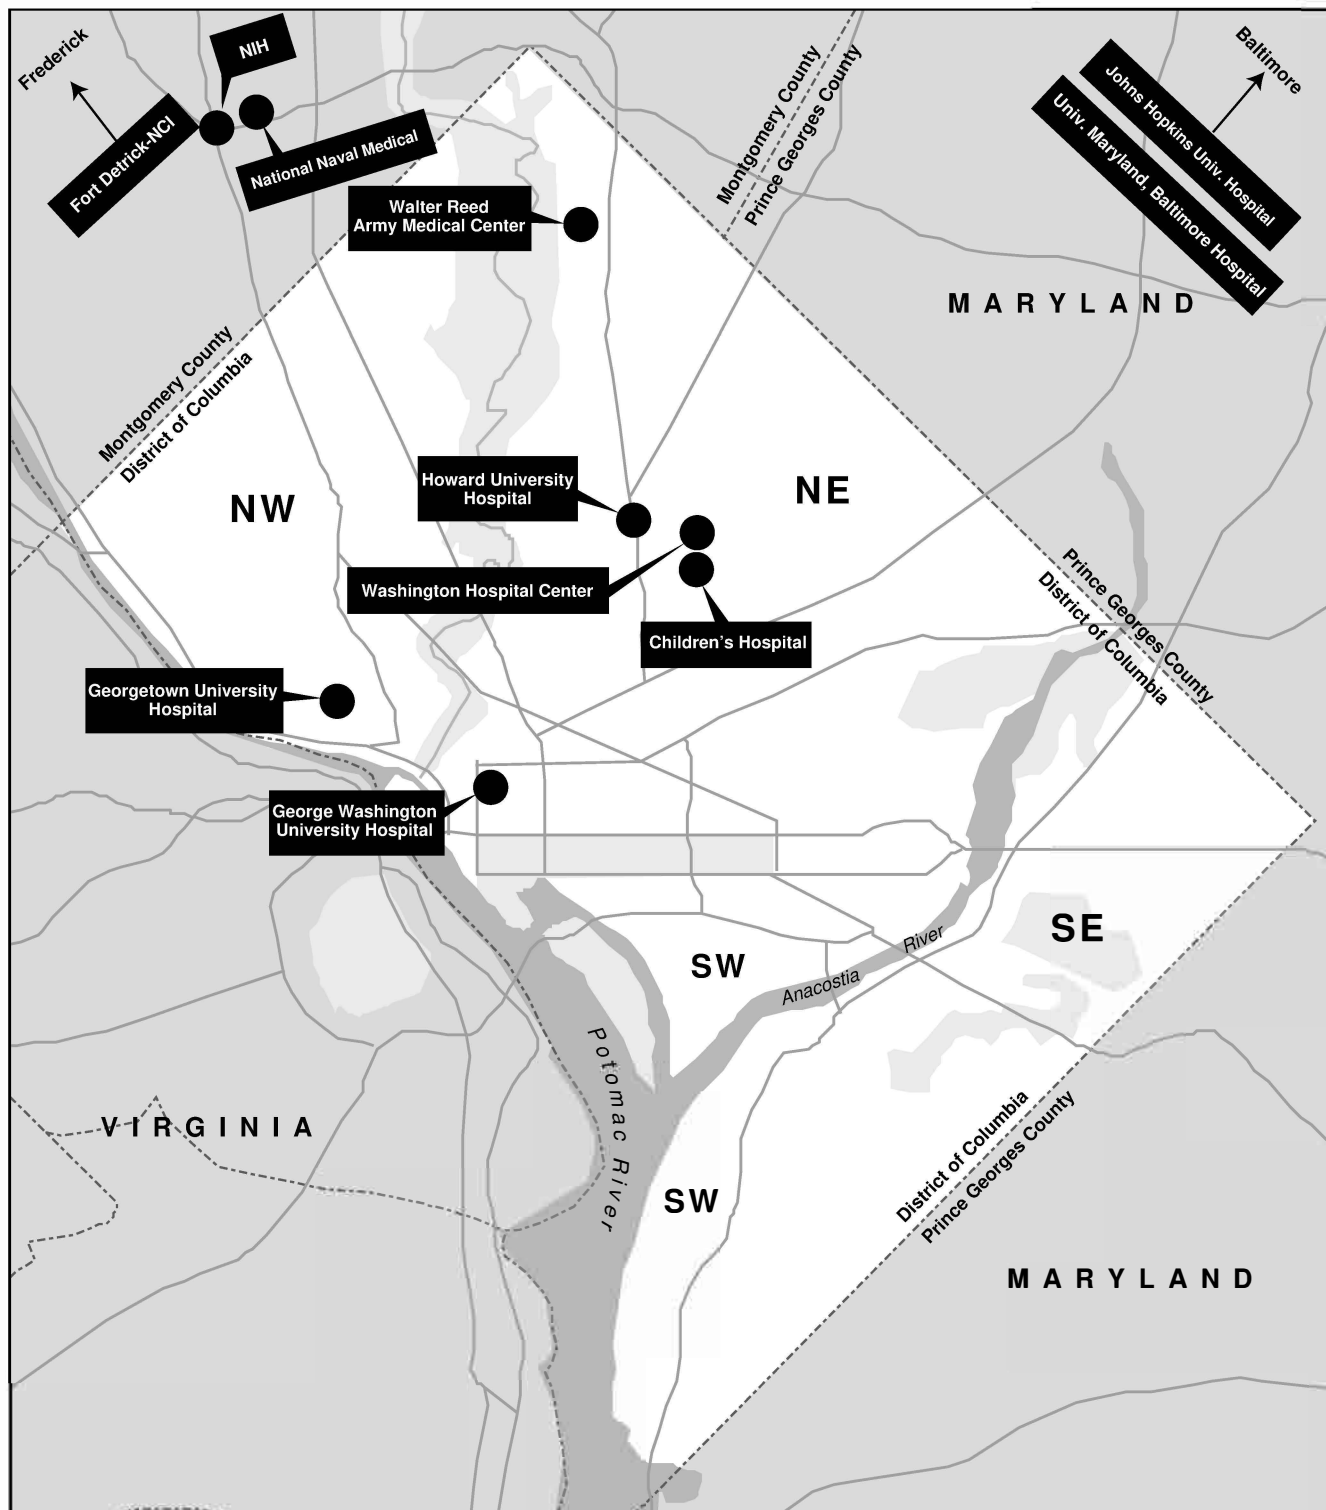 Frederick
NIH
Fort Detrick-NCI
National Naval Medical
Walter Reed
Army Medical Center
Montgomery County
Prince Georges County
Baltimore
Johns Hopkins Univ. Hospital
Univ. Maryland, Baltimore Hospital
MARYLAND
Montgomery County
District of Columbia
NW
Howard University
Hospital
NE
Washington Hospital Center
Children's Hospital
Prince Georges County
District of Columbia
Georgetown University
Hospital
George Washington
University Hospital
SE
SW
Anacostia
River
Potomac River
VIRGINIA
SW
District of Columbia
Prince Georges County
MARYLAND